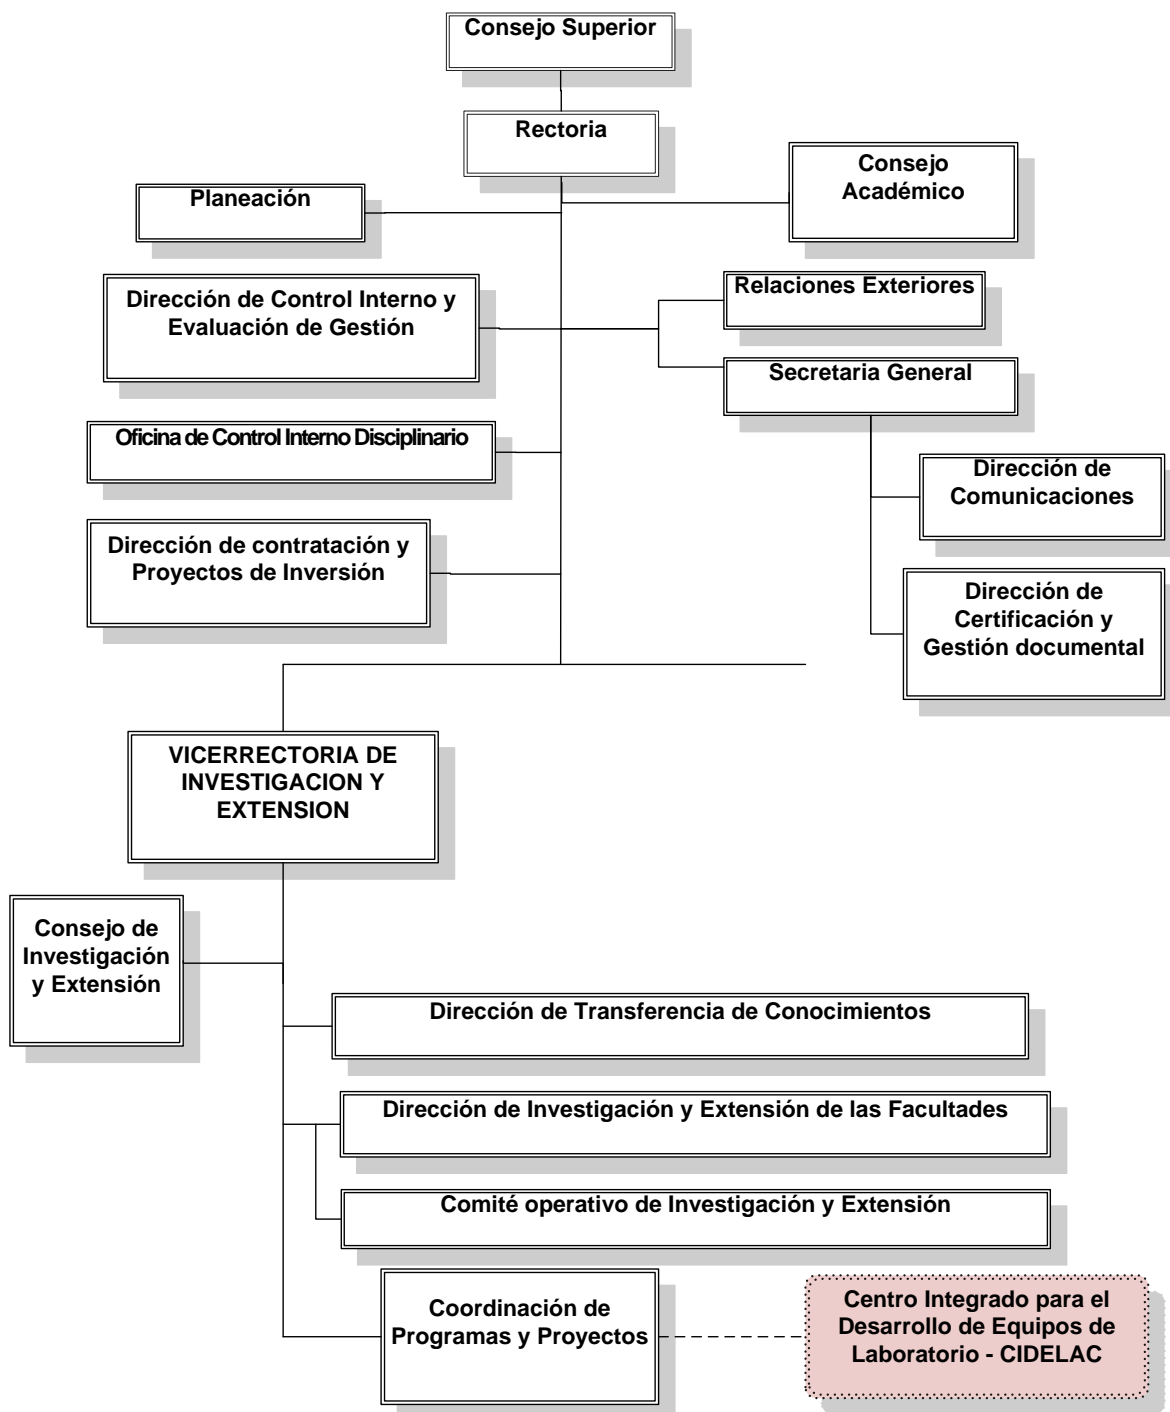 Consejo Superior
Rectoria
Consejo
Académico
Planeación
Relaciones Exteriores
Dirección de Control Interno y
Evaluación de Gestión
Secretaria General
Oficina de Control Interno Disciplinario
Dirección de
Comunicaciones
Dirección de contratación y
Proyectos de Inversión
Dirección de
Certificación y
Gestión documental
VICERRECTORIA DE
INVESTIGACION Y
EXTENSION
Consejo de
Investigación
y Extensión
Dirección de Transferencia de Conocimientos
Dirección de Investigación y Extensión de las Facultades
Comité operativo de Investigación y Extensión
Coordinación de
Programas y Proyectos
Centro Integrado para el
Desarrollo de Equipos de
Laboratorio - CIDELAC